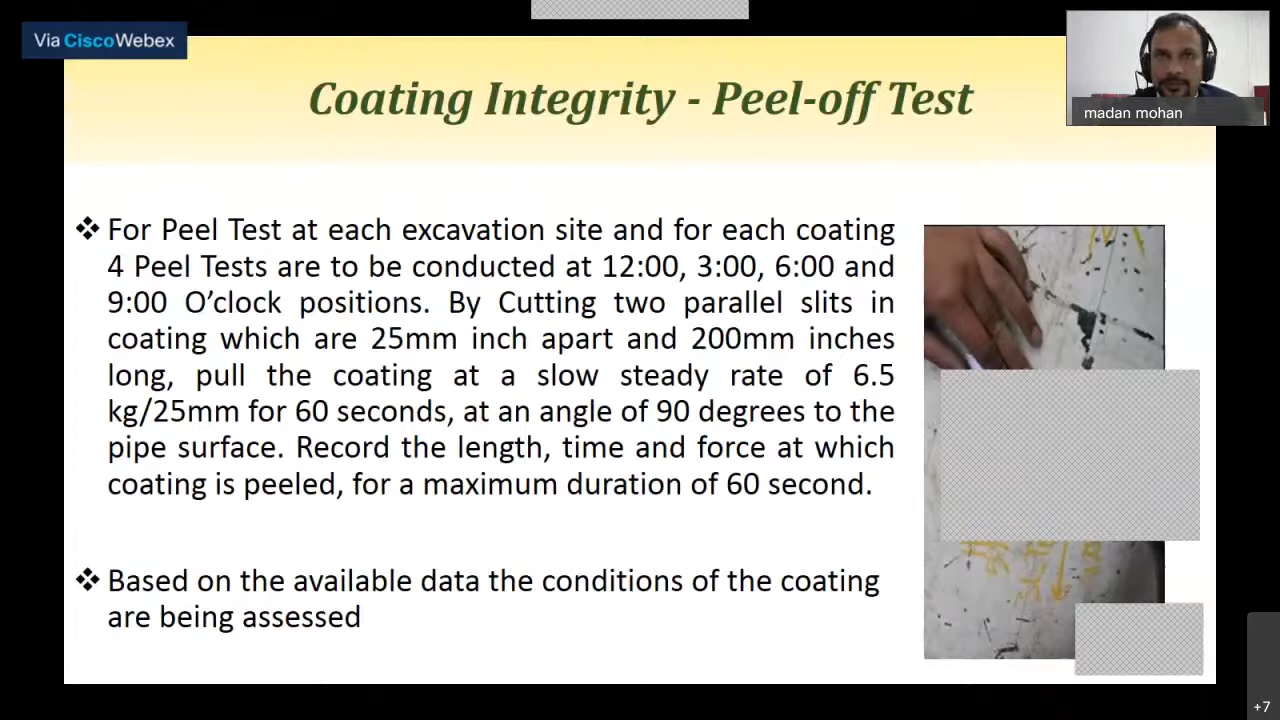 Via CiscoWebex
Coating Integrity - Peel-off Test
madan mohan
❖ For Peel Test at each excavation site and for each coating
4 Peel Tests are to be conducted at 12:00, 3:00, 6:00 and
9:00 O’clock positions. By Cutting two parallel slits in
coating which are 25mm inch apart and 200mm inches
long, pull the coating at a slow steady rate of 6.5
kg/25mm for 60 seconds, at an angle of 90 degrees to the
pipe surface. Record the length, time and force at which
coating is peeled, for a maximum duration of 60 second.
❖ Based on the available data the conditions of the coating
are being assessed
+7